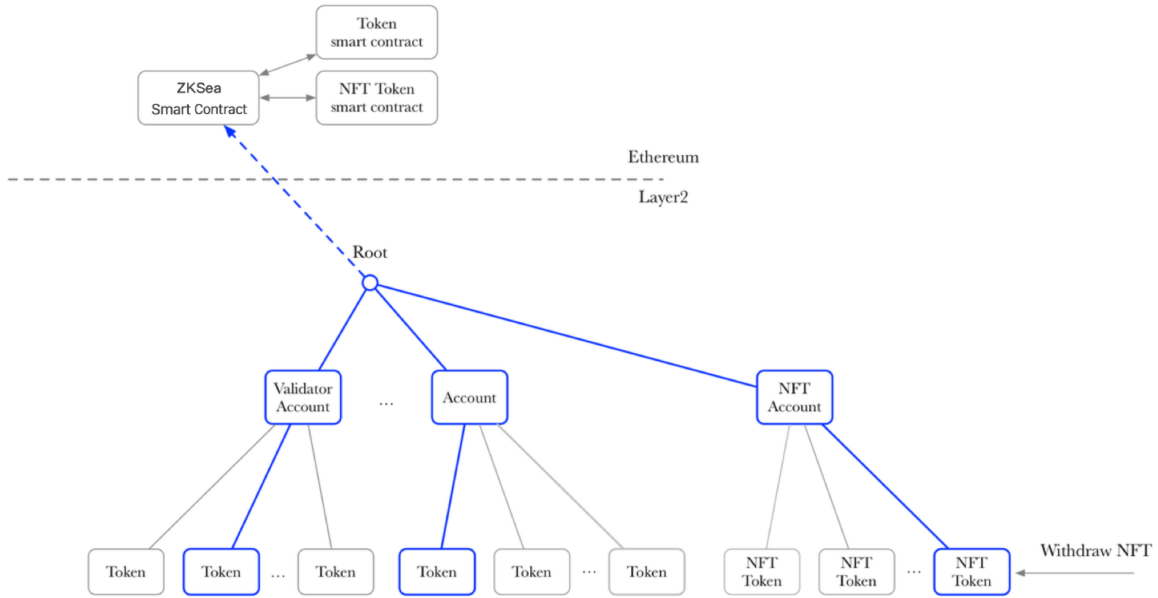 Token
smart contract
ZKSea
Smart Contract
NFT Token
smart contract
Ethereum
Layer2
Root
Validator
Account
...
Account
NFT
Account
Token
Token
...
Token
Token
Token
...
Token
NFT
Token
NFT
Token
...
NFT
Token
Withdraw NFT